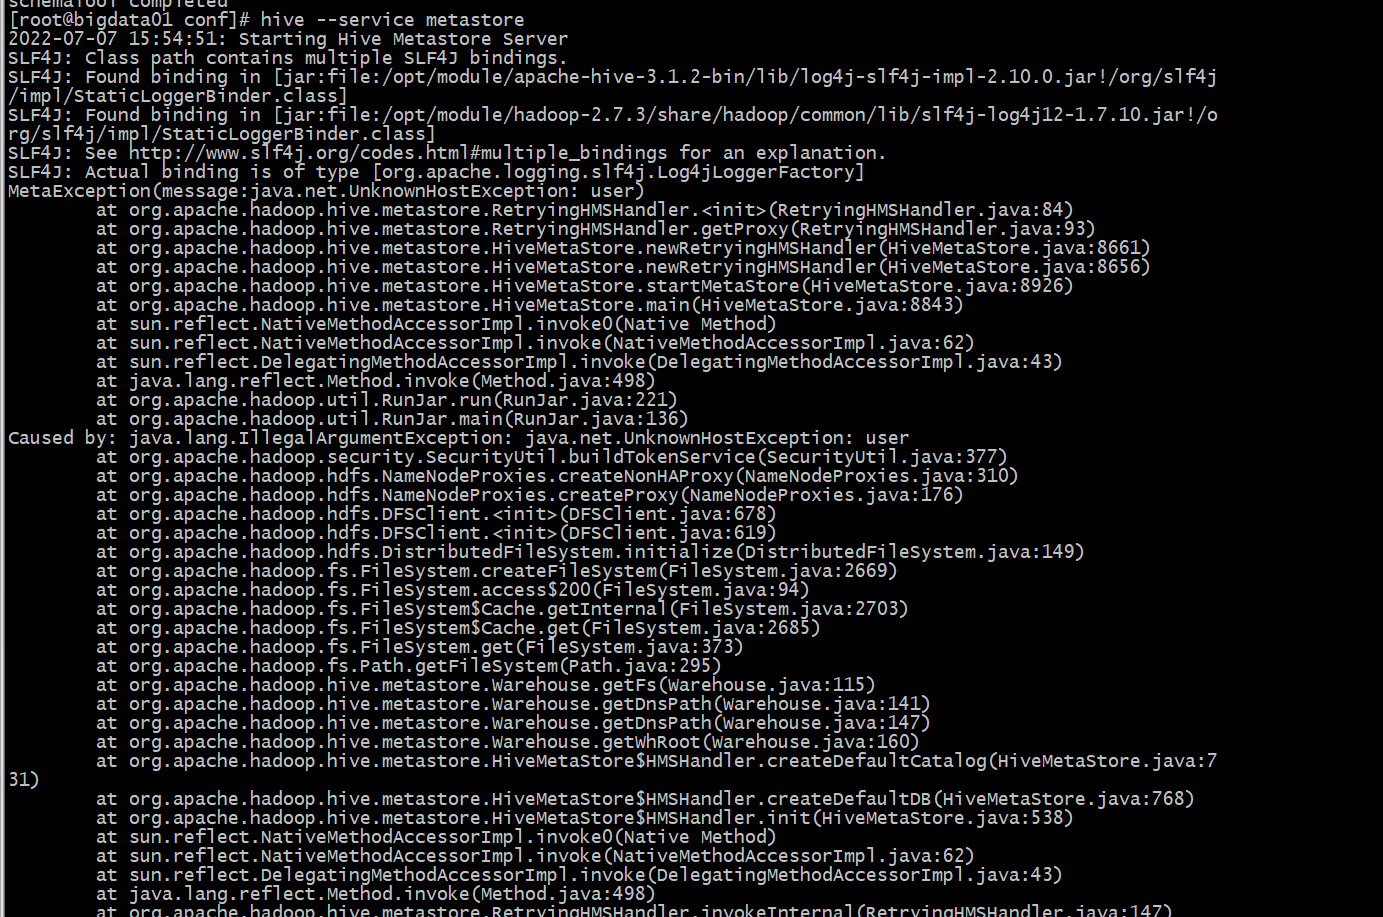 schemaTool completed
[root@bigdata01 conf]# hive --service metastore
2022-07-07 15:54:51: Starting Hive Metastore Server
SLF4J: Class path contains multiple SLF4J bindings.
SLF4J: Found binding in [jar:file:/opt/module/apache-hive-3.1.2-bin/lib/log4j-slf4j-impl-2.10.0.jar!/org/slf4j
/impl/StaticLoggerBinder.class]
SLF4J: Found binding in [jar:file:/opt/module/hadoop-2.7.3/share/hadoop/common/lib/slf4j-log4j12-1.7.10.jar!/o
rg/slf4j/impl/StaticLoggerBinder.class]
SLF4J: See http://www.slf4j.org/codes.html#multiple_bindings for an explanation.
SLF4J: Actual binding is of type [org.apache.logging.slf4j.Log4jLoggerFactory]
MetaException(message:java.net.UnknownHostException: user)
at org.apache.hadoop.hive.metastore.RetryingHMSHandler.<init>(RetryingHMSHandler.java:84)
at org.apache.hadoop.hive.metastore.RetryingHMSHandler.getProxy(RetryingHMSHandler.java:93)
at org.apache.hadoop.hive.metastore.HiveMetaStore.newRetryingHMSHandler(HiveMetaStore.java:8661)
at org.apache.hadoop.hive.metastore.HiveMetaStore.newRetryingHMSHandler(HiveMetaStore.java:8656)
at org.apache.hadoop.hive.metastore.HiveMetaStore.startMetaStore(HiveMetaStore.java:8926)
at org.apache.hadoop.hive.metastore.HiveMetaStore.main(HiveMetaStore.java:8843)
at sun.reflect.NativeMethodAccessorImpl.invoke0(Native Method)
at sun.reflect.NativeMethodAccessorImpl.invoke(NativeMethodAccessorImpl.java:62)
at sun.reflect.DelegatingMethodAccessorImpl.invoke(DelegatingMethodAccessorImpl.java:43)
at java.lang.reflect.Method.invoke(Method.java:498)
at org.apache.hadoop.util.RunJar.run(RunJar.java:221)
at org.apache.hadoop.util.RunJar.main(RunJar.java:136)
Caused by: java.lang.IllegalArgumentException: java.net.UnknownHostException: user
at org.apache.hadoop.security.SecurityUtil.buildTokenService(SecurityUtil.java:377)
at org.apache.hadoop.hdfs.NameNodeProxies.createNonHAProxy(NameNodeProxies.java:310)
at org.apache.hadoop.hdfs.NameNodeProxies.createProxy(NameNodeProxies.java:176)
at org.apache.hadoop.hdfs.DFSClient.<init>(DFSClient.java:678)
at org.apache.hadoop.hdfs.DFSClient.<init>(DFSClient.java:619)
at org.apache.hadoop.hdfs.DistributedFileSystem.initialize(DistributedFileSystem.java:149)
at org.apache.hadoop.fs.FileSystem.createFileSystem(FileSystem.java:2669)
at org.apache.hadoop.fs.FileSystem.access$200(FileSystem.java:94)
at org.apache.hadoop.fs.FileSystem$Cache.getInternal(FileSystem.java:2703)
at org.apache.hadoop.fs.FileSystem$Cache.get(FileSystem.java:2685)
at org.apache.hadoop.fs.FileSystem.get(FileSystem.java:373)
at org.apache.hadoop.fs.Path.getFileSystem(Path.java:295)
at org.apache.hadoop.hive.metastore.Warehouse.getFs(Warehouse.java:115)
at org.apache.hadoop.hive.metastore.Warehouse.getDnsPath(Warehouse.java:141)
at org.apache.hadoop.hive.metastore.Warehouse.getDnsPath(Warehouse.java:147)
at org.apache.hadoop.hive.metastore.Warehouse.getWhRoot(Warehouse.java:160)
at org.apache.hadoop.hive.metastore.HiveMetaStore$HMSHandler.createDefaultCatalog(HiveMetaStore.java:7
31)
at org.apache.hadoop.hive.metastore.HiveMetaStore$HMSHandler.createDefaultDB(HiveMetaStore.java:768)
at org.apache.hadoop.hive.metastore.HiveMetaStore$HMSHandler.init(HiveMetaStore.java:538)
at sun.reflect.NativeMethodAccessorImpl.invoke0(Native Method)
at sun.reflect.NativeMethodAccessorImpl.invoke(NativeMethodAccessorImpl.java:62)
at sun.reflect.DelegatingMethodAccessorImpl.invoke(DelegatingMethodAccessorImpl.java:43)
at java.lang.reflect.Method.invoke(Method.java:498)
at org.apache.hadoop.hive.metastore.RetryingHMSHandler.invokeInternal(RetryingHMSHandler.java:147)